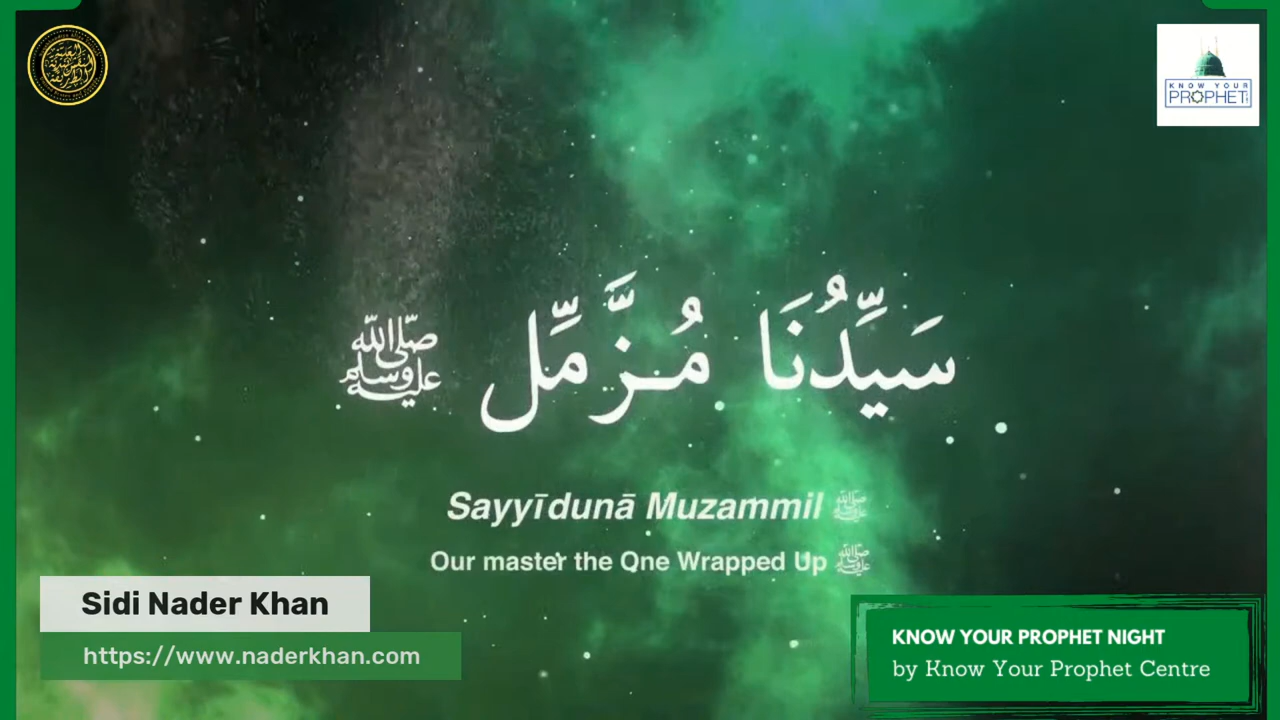 KNOW YOUR
PROPHET
سَيِّدُنَا مُزَّمِّل ﷺ
Sayyīdunā Muzammil ﷺ
Our master the One Wrapped Up ﷺ
Sidi Nader Khan
https://www.naderkhan.com
KNOW YOUR PROPHET NIGHT
by Know Your Prophet Centre